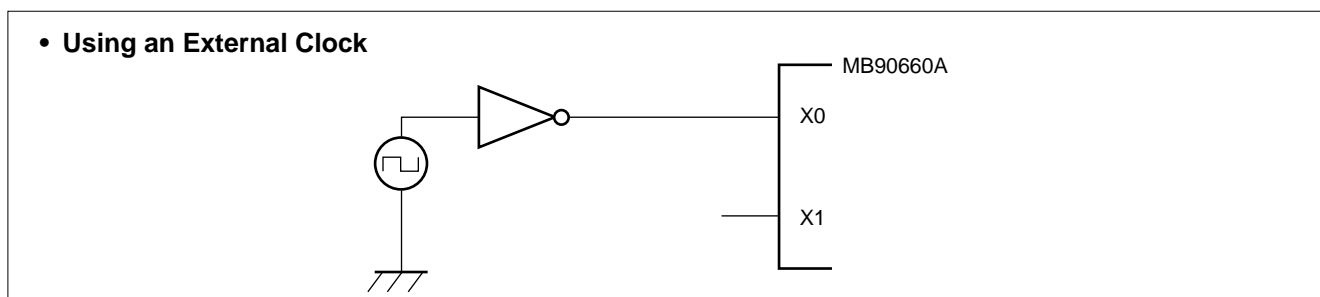 • Using an External Clock
MB90660A
X0
X1